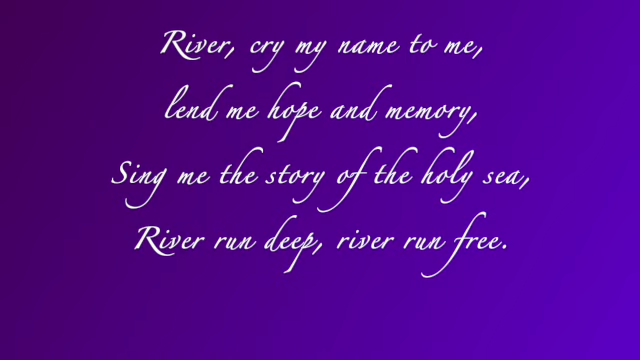 River, cry my name to me,
lend me hope and memory,
Sing me the story of the holy sea,
River run deep, river run free.